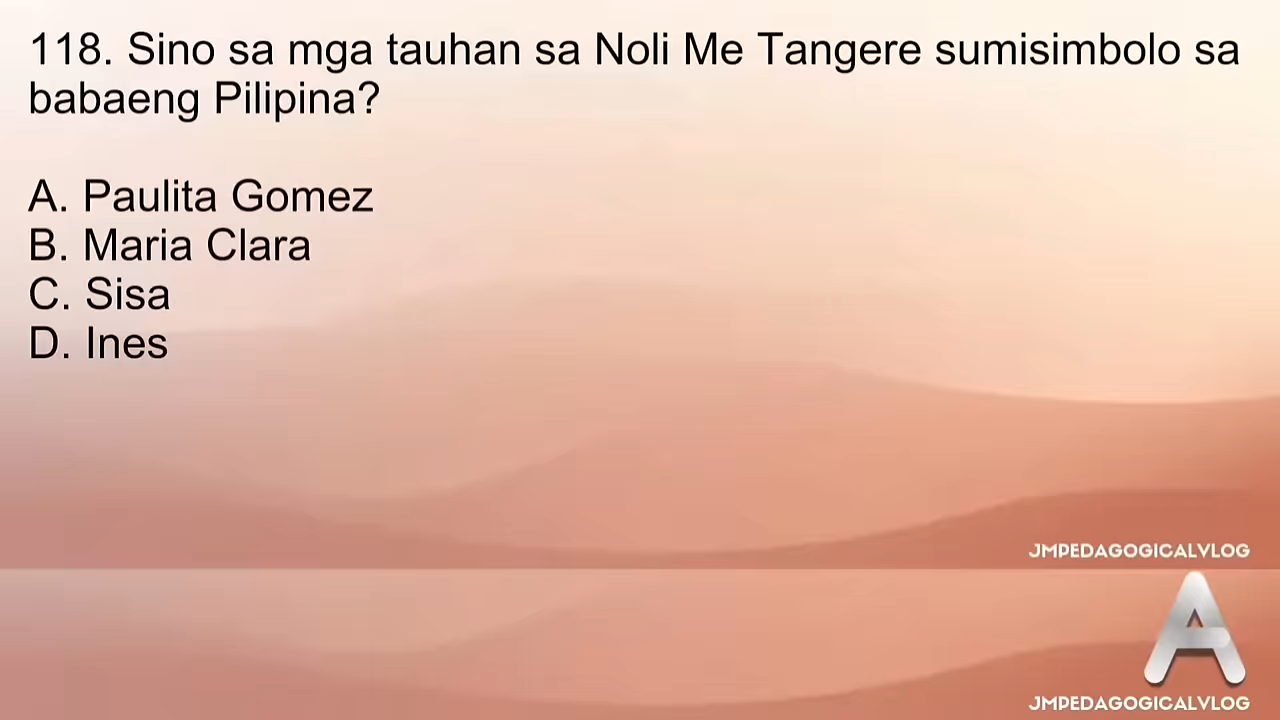 118. Sino sa mga tauhan sa Noli Me Tangere sumisimbolo sa
babaeng Pilipina?
A. Paulita Gomez
B. Maria Clara
C. Sisa
D. Ines
JMPEDAGOGICALVLOG
A
JMPEDAGOGICALVLOG